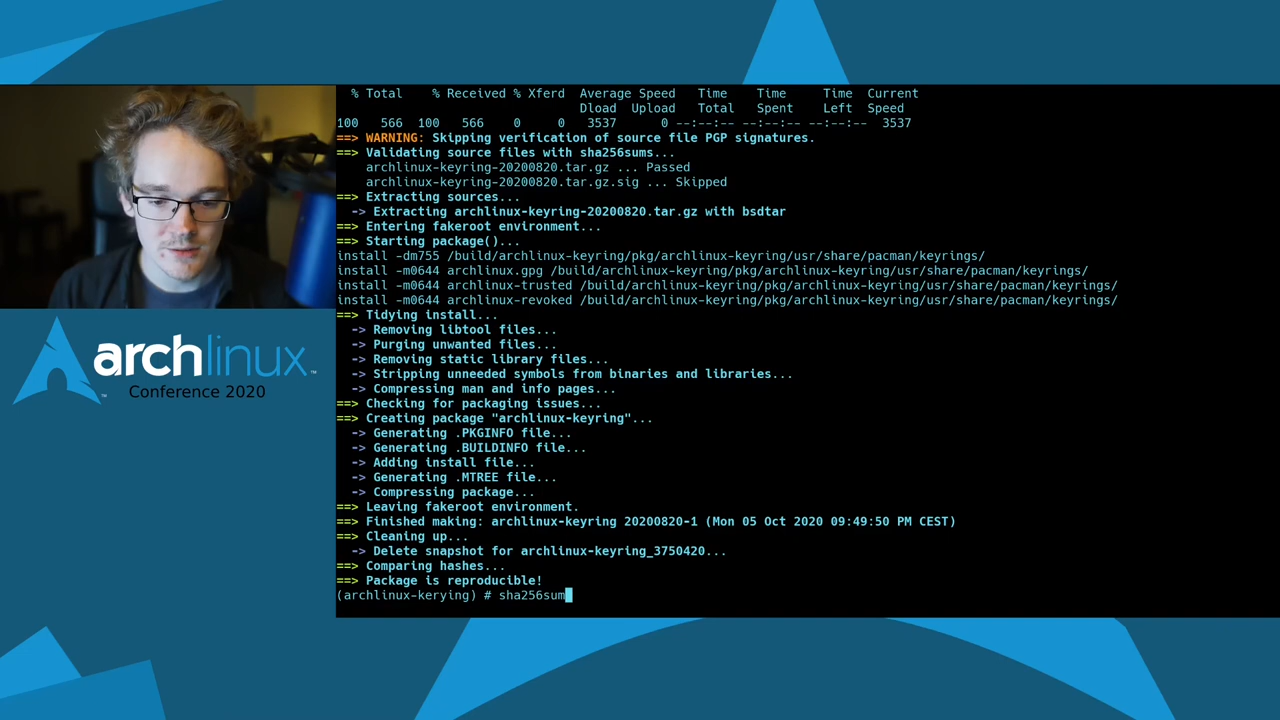 % Total % Received % Xferd Average Speed Time Time Time Current
Dload Upload Total Spent Left Speed
100 566 100 566 0 0 3537 0 --:--:-- --:--:-- --:--:-- 3537
==> WARNING: Skipping verification of source file PGP signatures.
==> Validating source files with sha256sums...
archlinux-keyring-20200820.tar.gz ... Passed
archlinux-keyring-20200820.tar.gz.sig ... Skipped
==> Extracting sources...
-> Extracting archlinux-keyring-20200820.tar.gz with bsdtar
==> Entering fakeroot environment...
==> Starting package()...
install -dm755 /build/archlinux-keyring/pkg/archlinux-keyring/usr/share/pacman/keyrings/
install -m0644 archlinux.gpg /build/archlinux-keyring/pkg/archlinux-keyring/usr/share/pacman/keyrings/
install -m0644 archlinux-trusted /build/archlinux-keyring/pkg/archlinux-keyring/usr/share/pacman/keyrings/
install -m0644 archlinux-revoked /build/archlinux-keyring/pkg/archlinux-keyring/usr/share/pacman/keyrings/
==> Tidying install...
-> Removing libtool files...
-> Purging unwanted files...
-> Removing static library files...
-> Stripping unneeded symbols from binaries and libraries...
-> Compressing man and info pages...
==> Checking for packaging issues...
==> Creating package "archlinux-keyring"...
-> Generating .PKGINFO file...
-> Generating .BUILDINFO file...
-> Adding install file...
-> Generating .MTREE file...
-> Compressing package...
==> Leaving fakeroot environment.
==> Finished making: archlinux-keyring 20200820-1 (Mon 05 Oct 2020 09:49:50 PM CEST)
==> Cleaning up...
-> Delete snapshot for archlinux-keyring_3750420...
==> Comparing hashes...
==> Package is reproducible!
(archlinux-kerying) # sha256sum
archlinux™
™
Conference 2020